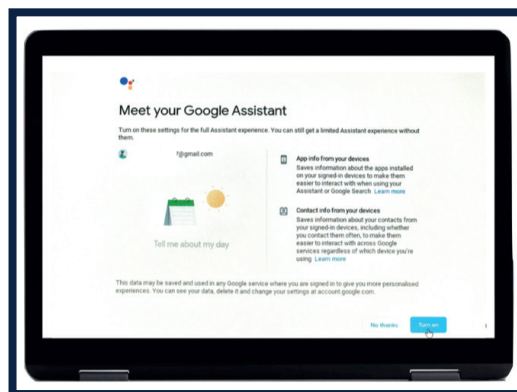 Meet your Google Assistant
Turn on these settings for the full Assistant experience. You can still get a limited Assistant experience without
them.
@gmail.com
Tell me about my day
App info from your devices
Saves information about the apps installed
on your signed-in devices to make them
easier to interact with when using your
Assistant or Google Search Learn more
Contact info from your devices
Saves information about your contacts from
your signed-in devices, including whether
you contact them often, to make them
easier to interact with across Google
services regardless of which device you're
using Learn more
This data may be saved and used in any Google service where you are signed in to give you more personalised
experiences. You can see your data, delete it and change your settings at account.google.com.
No thanks
Turn on